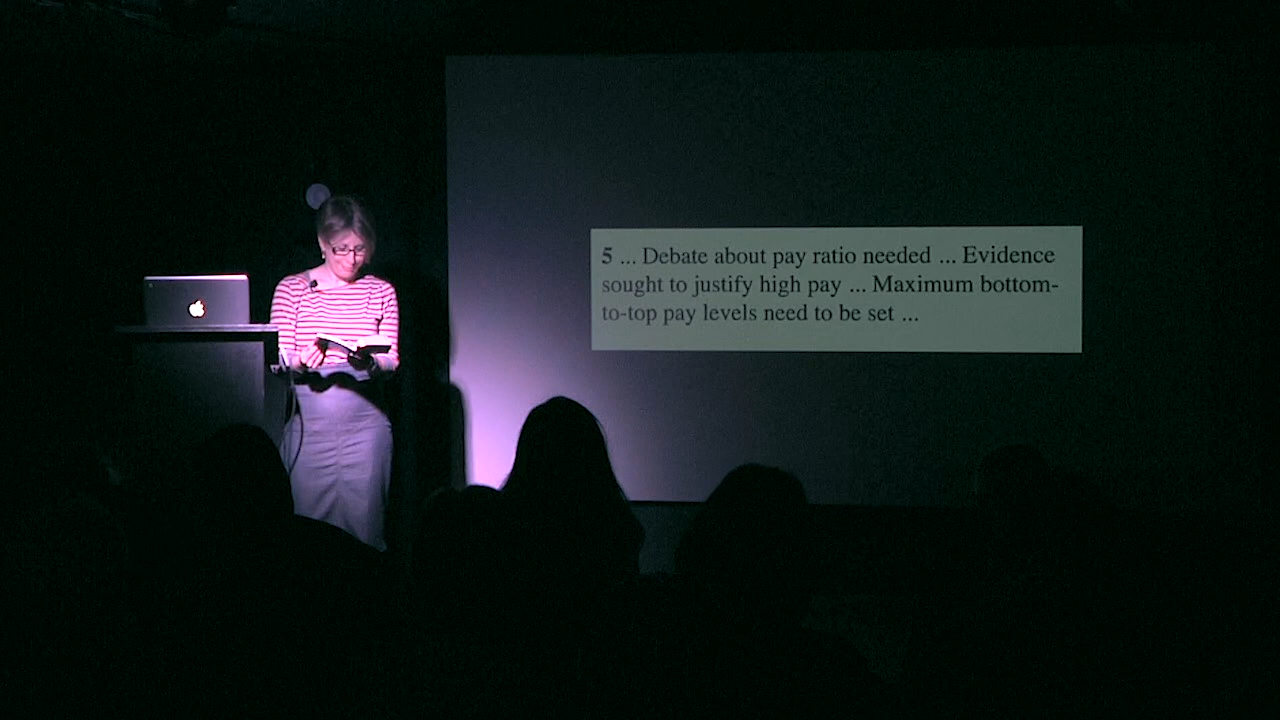 5 ... Debate about pay ratio needed ... Evidence
sought to justify high pay ... Maximum bottom-
to-top pay levels need to be set ...